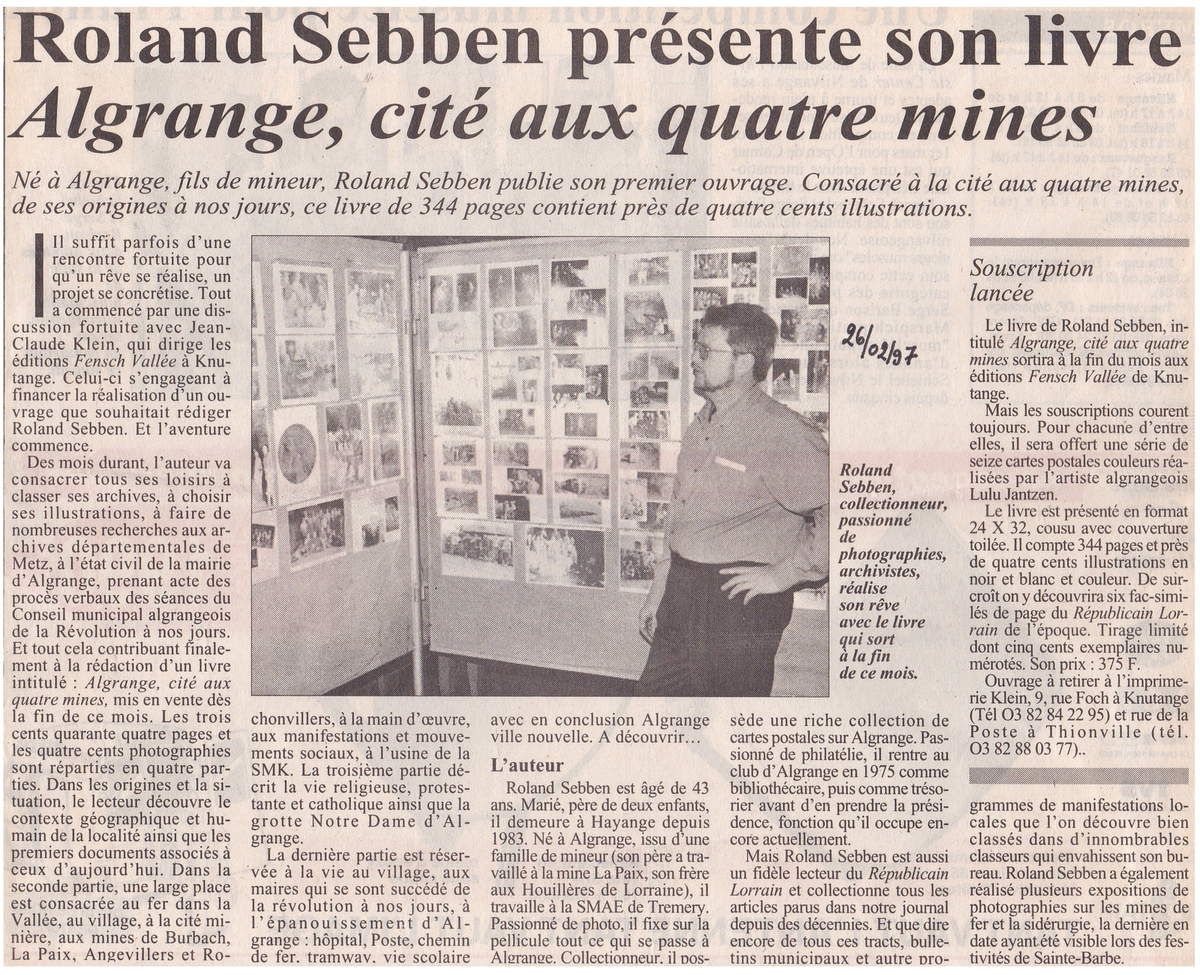 Roland Sebben présente son livre
Algrange, cité aux quatre mines
Né à Algrange, fils de mineur, Roland Sebben publie son premier ouvrage. Consacré à la cité aux quatre mines,
de ses origines à nos jours, ce livre de 344 pages contient près de quatre cents illustrations.
Il suffit parfois d'une
rencontre fortuite pour
qu'un rêve se réalise, un
projet se concrétise. Tout
a commencé par une dis-
cussion fortuite avec Jean-
Claude Klein, qui dirige les
éditions Fensch Vallée à Knu-
tange. Celui-ci s'engageant à
financer la réalisation d'un ou-
vrage que souhaitait rédiger
Roland Sebben. Et l'aventure
commence.
Des mois durant, l'auteur va
consacrer tous ses loisirs à
classer ses archives, à choisir
ses illustrations, à faire de
nombreuses recherches aux ar-
chives départementales de
Metz, à l'état civil de la mairie
d'Algrange, prenant acte des
procès verbaux des séances du
Conseil municipal algrangeois
de la Révolution à nos jours.
Et tout cela contribuant finale-
ment à la rédaction d'un livre
intitulé : Algrange, cité aux
quatre mines, mis en vente dès
la fin de ce mois. Les trois
cents quarante quatre pages et
les quatre cents photographies
sont réparties en quatre par-
ties. Dans les origines et la si-
tuation, le lecteur découvre le
contexte géographique et hu-
main de la localité ainsi que les
premiers documents associés à
ceux d'aujourd'hui. Dans la
seconde partie, une large place
est consacrée au fer dans la
Vallée, au village, à la cité mi-
nière, aux mines de Burbach,
La Paix, Angevillers et Ro-
26/02/97
Roland
Sebben,
collectionneur,
passionné
de
photographies,
archivistes,
réalise
son rêve
avec le livre
qui sort
à la fin
de ce mois.
chonvillers, à la main d'œuvre,
aux manifestations et mouve-
ments sociaux, à l'usine de la
SMK. La troisième partie dé-
crit la vie religieuse, protes-
tante et catholique ainsi que la
grotte Notre Dame d'Al-
grange.
La dernière partie est réser-
vée à la vie au village, aux
maires qui se sont succédé de
la révolution à nos jours, à
l'épanouissement d'Al-
grange : hôpital, Poste, chemin
de fer, tramway, vie scolaire
avec en conclusion Algrange
ville nouvelle. A découvrir...
L'auteur
Roland Sebben est âgé de 43
ans. Marié, père de deux enfants,
il demeure à Hayange depuis
1983. Né à Algrange, issu d'une
famille de mineur (son père a tra-
vaillé à la mine La Paix, son frère
aux Houillères de Lorraine), il
travaille à la SMAE de Tremery.
Passionné de photo, il fixe sur la
pellicule tout ce qui se passe à
Algrange. Collectionneur, il pos-
sède une riche collection de
cartes postales sur Algrange. Pas-
sionné de philatélie, il rentre au
club d'Algrange en 1975 comme
bibliothécaire, puis comme tréso-
rier avant d'en prendre la prési-
dence, fonction qu'il occupe en-
core actuellement.
Mais Roland Sebben est aussi
un fidèle lecteur du Républicain
Lorrain et collectionne tous les
articles parus dans notre journal
depuis des décennies. Et que dire
encore de tous ces tracts, bulle-
tins municipaux et autre pro-
Souscription
lancée
Le livre de Roland Sebben, in-
titulé Algrange, cité aux quatre
mines sortira à la fin du mois aux
éditions Fensch Vallée de Knu-
tange.
Mais les souscriptions courent
toujours. Pour chacune d'entre
elles, il sera offert une série de
seize cartes postales couleurs réa-
lisées par l'artiste algrangeois
Lulu Jantzen.
Le livre est présenté en format
24 X 32, cousu avec couverture
toilée. Il compte 344 pages et près
de quatre cents illustrations en
noir et blanc et couleur. De sur-
croît on y découvrira six fac-simi-
lés de page du Républicain Lor-
rain de l'époque. Tirage limité
dont cinq cents exemplaires nu-
mérotés. Son prix : 375 F.
Ouvrage à retirer à l'imprime-
rie Klein, 9, rue Foch à Knutange
(Tél O3 82 84 22 95) et rue de la
Poste à Thionville (tél.
O3 82 88 03 77)..
grammes de manifestations lo-
cales que l'on découvre bien
classés dans d'innombrables
classeurs qui envahissent son bu-
reau. Roland Sebben a également
réalisé plusieurs expositions de
photographies sur les mines de
fer et la sidérurgie, la dernière en
date ayant été visible lors des fes-
tivités de Sainte-Barbe.